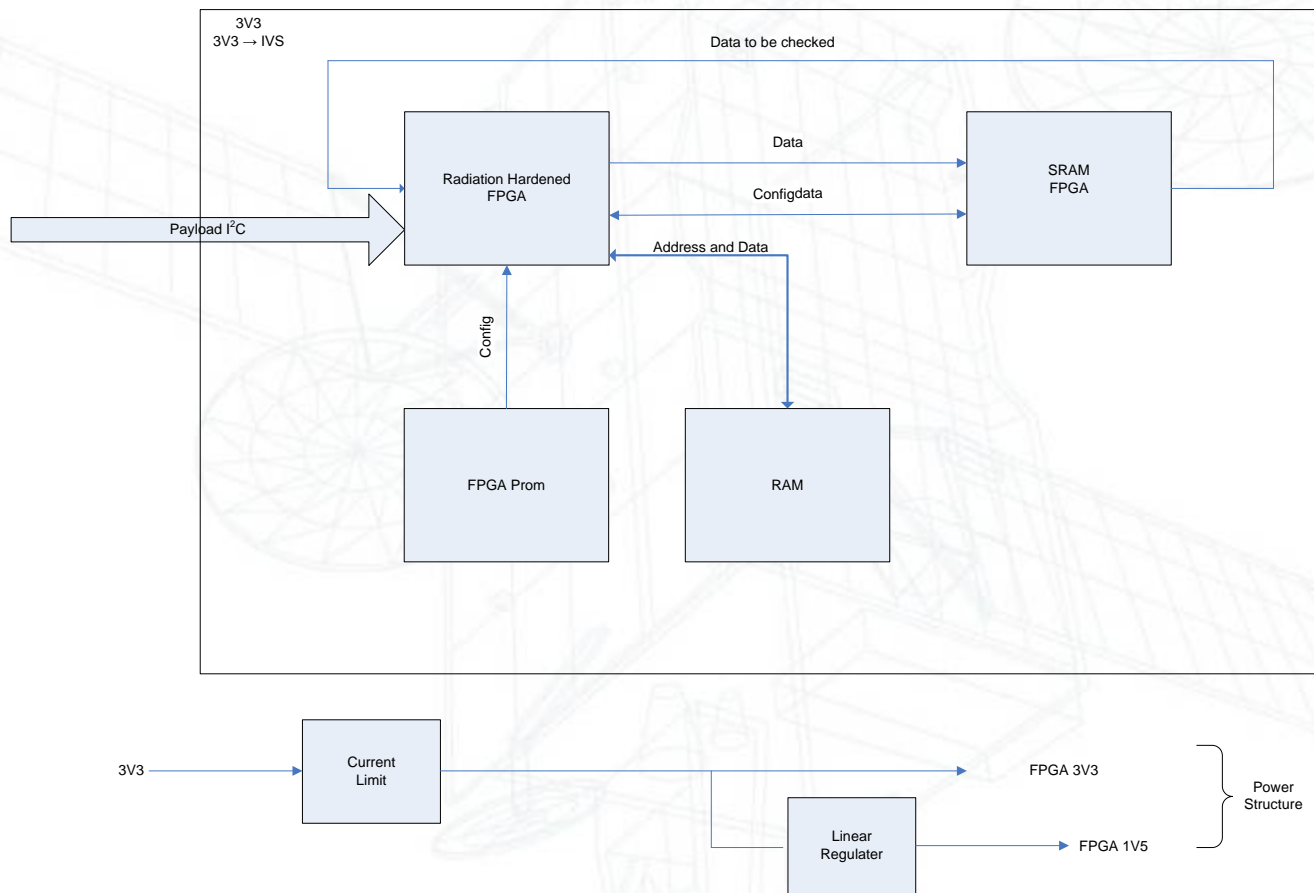 3V3
3V3 → IVS
Data to be checked
Radiation Hardened
FPGA
Data
SRAM
FPGA
Configdata
Payload I²C
Address and Data
Config
FPGA Prom
RAM
3V3
Current
Limit
FPGA 3V3
Power
Structure
Linear
Regulater
FPGA 1V5